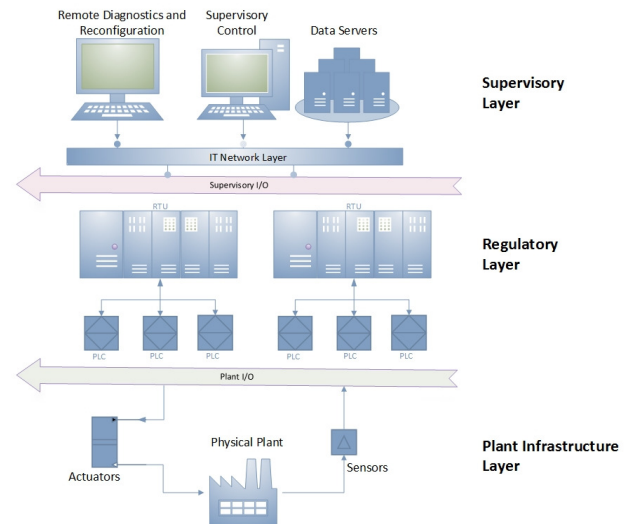 Remote Diagnostics and
Reconfiguration
Supervisory
Control
Data Servers
Supervisory
Layer
IT Network Layer
Supervisory I/O
RTU
RTU
Regulatory
Layer
PLC
PLC
PLC
PLC
PLC
PLC
Plant I/O
Physical Plant
Actuators
Sensors
Plant Infrastructure
Layer